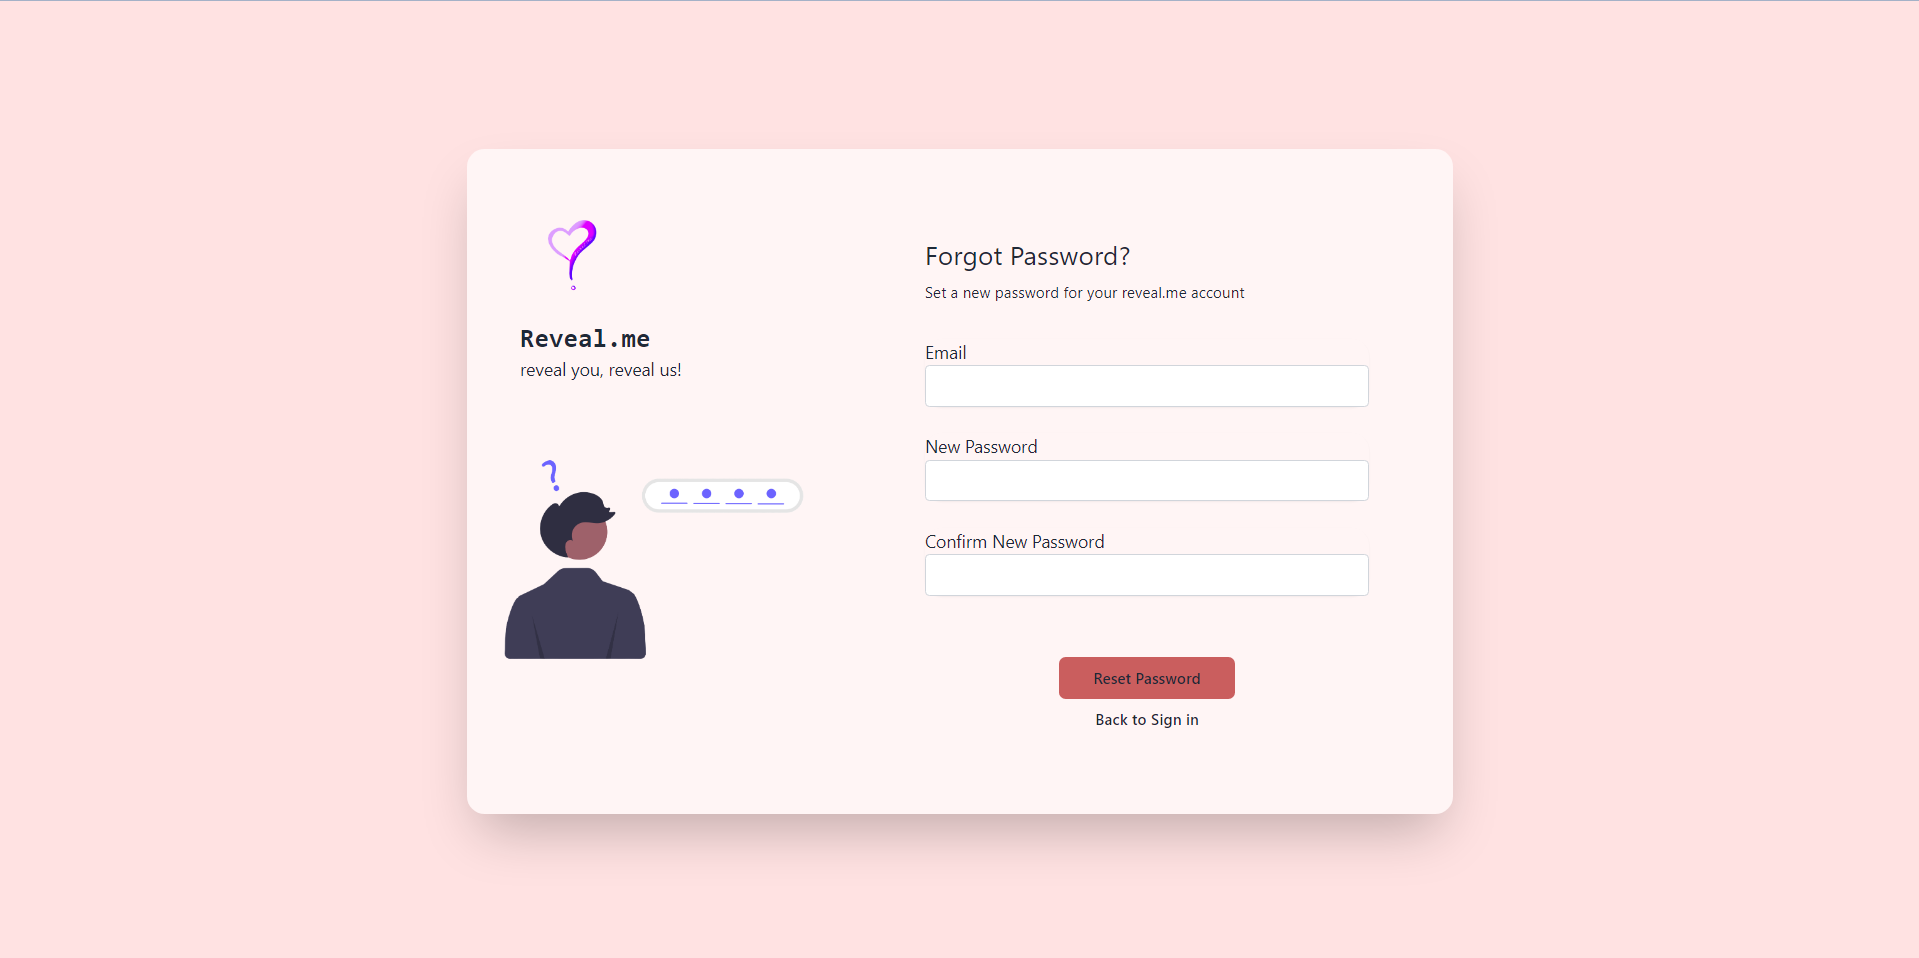 Reveal.me
reveal you, reveal us!
?
Forgot Password?
Set a new password for your reveal.me account
Email
New Password
Confirm New Password
Reset Password
Back to Sign in